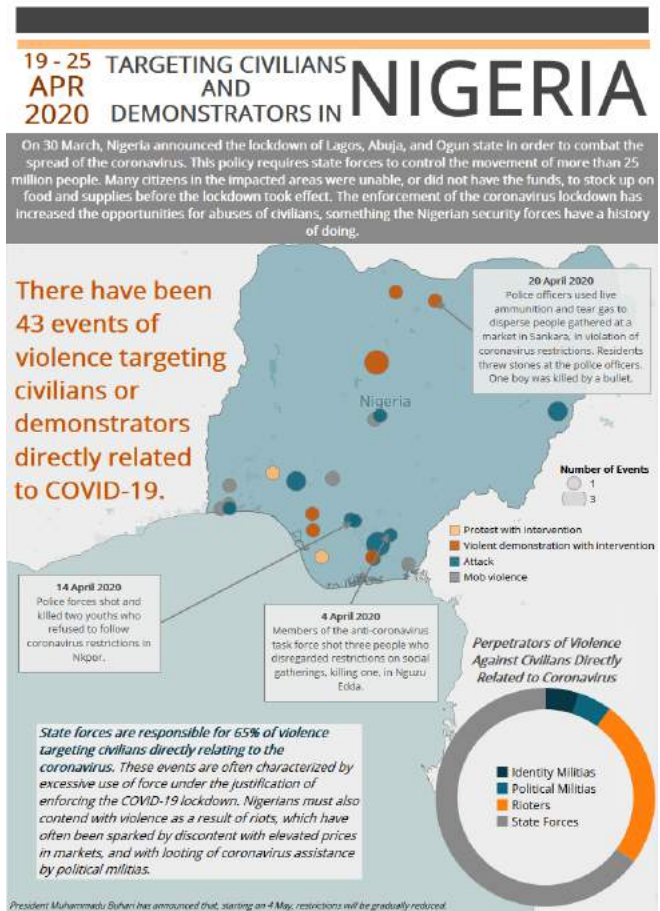 19 - 25
APR
2020
TARGETING CIVILIANS
AND
DEMONSTRATORS IN
NIGERIA
On 30 March, Nigeria announced the lockdown of Lagos, Abuja, and Ogun state in order to combat the
spread of the coronavirus. This policy requires state forces to control the movement of more than 25
million people. Many citizens in the impacted areas were unable, or did not have the funds, to stock up on
food and supplies before the lockdown took effect. The enforcement of the coronavirus lockdown has
increased the opportunities for abuses of civilians, something the Nigerian security forces have a history
of doing.
There have been
43 events of
violence targeting
civilians or
demonstrators
directly related
to COVID-19.
20 April 2020
Police officers used live
ammunition and tear gas to
disperse people gathered at a
market in Sankara, in violation of
coronavirus restrictions. Residents
threw stones at the police officers.
One boy was killed by a bullet.
Nigeria
Number of Events
1
3
Protest with intervention
Violent demonstration with intervention
Attack
Mob violence
14 April 2020
Police forces shot and
killed two youths who
refused to follow
coronavirus restrictions in
Nkpor.
4 April 2020
Members of the anti-coronavirus
task force shot three people who
disregarded restrictions on social
gatherings, killing one, in Nguzu
Edda.
Perpetrators of Violence
Against Civilians Directly
Related to Coronavirus
Identity Militias
Political Militias
Rioters
State Forces
State forces are responsible for 65% of violence
targeting civilians directly relating to the
coronavirus. These events are often characterized by
excessive use of force under the justification of
enforcing the COVID-19 lockdown. Nigerians must also
contend with violence as a result of riots, which have
often been sparked by discontent with elevated prices
in markets, and with looting of coronavirus assistance
by political militias.
President Muhammadu Buhari has announced that, starting on 4 May, restrictions will be gradually reduced.